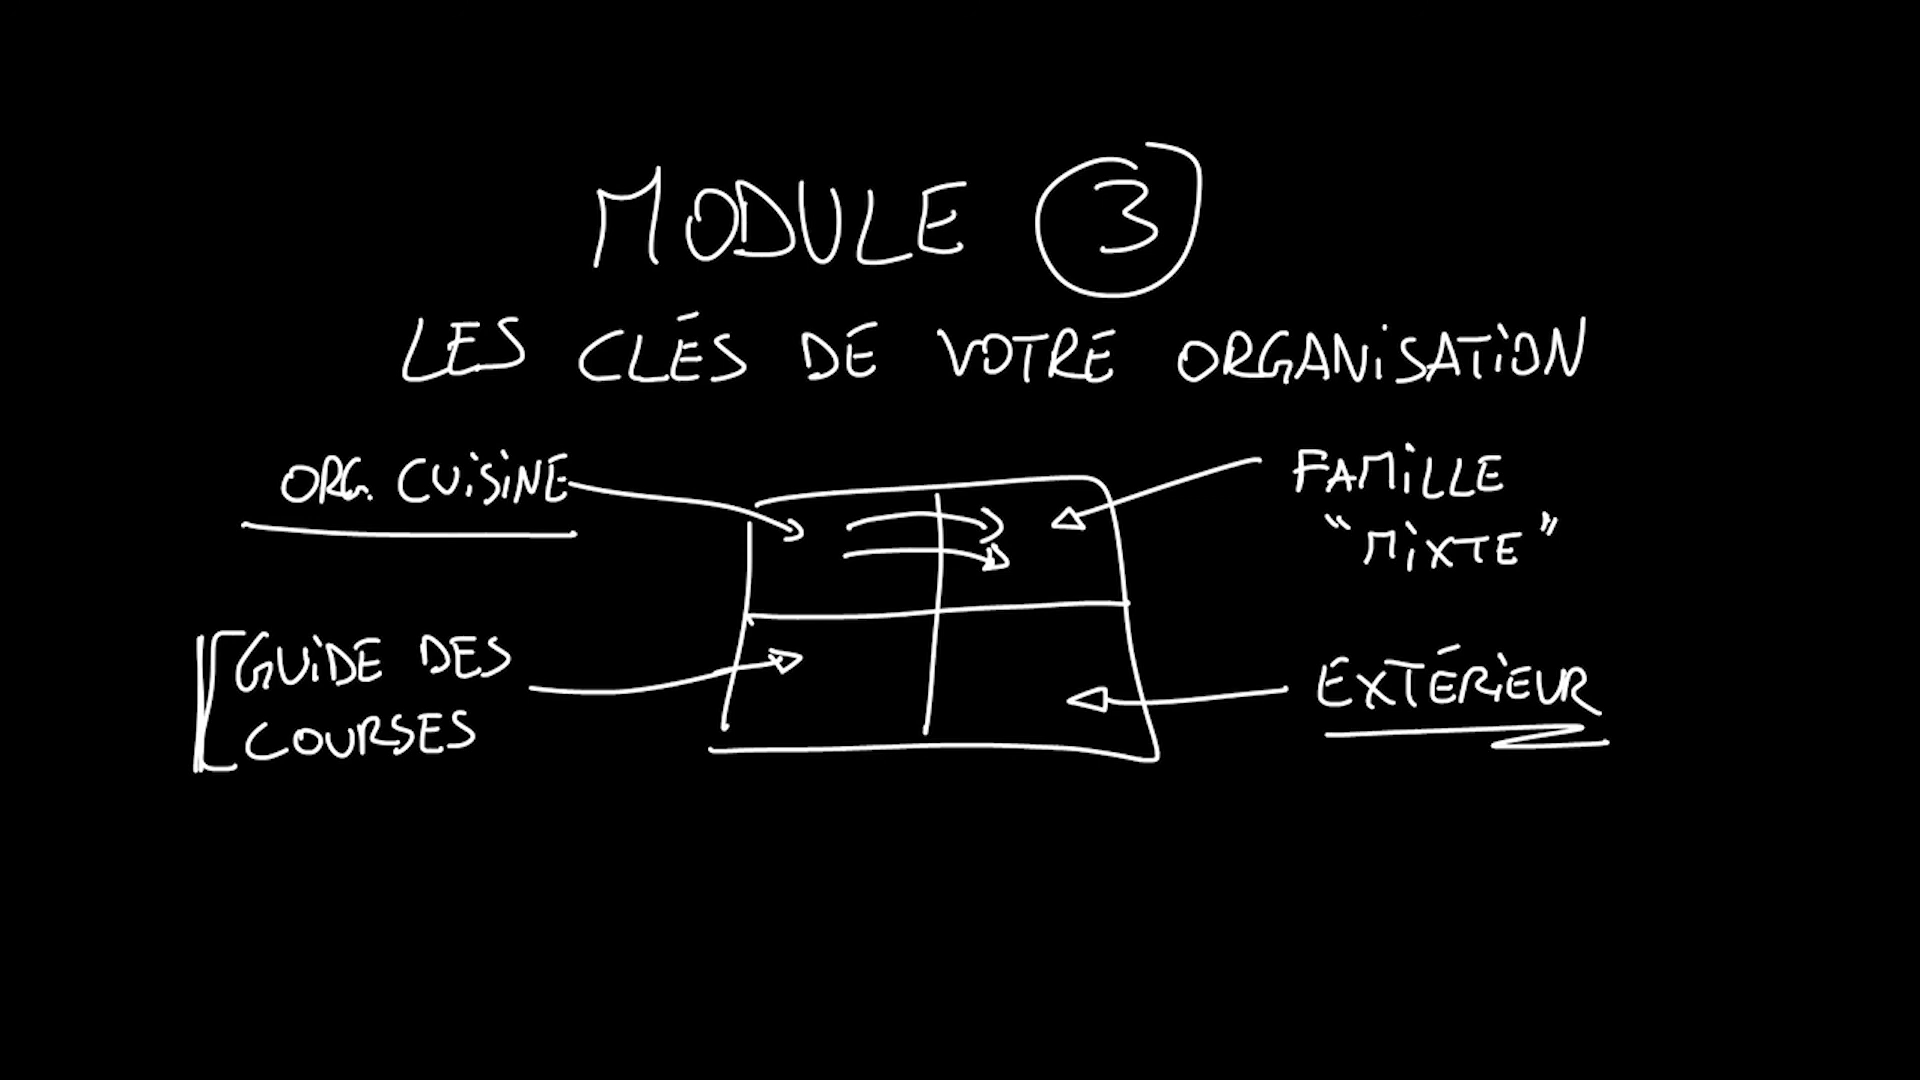 MODULE 3
LES CLÉS DE VOTRE ORGANISATION
ORG. CUISINE
FAMILLE
"MIXTE"
GUIDE DES
COURSES
EXTÉRIEUR